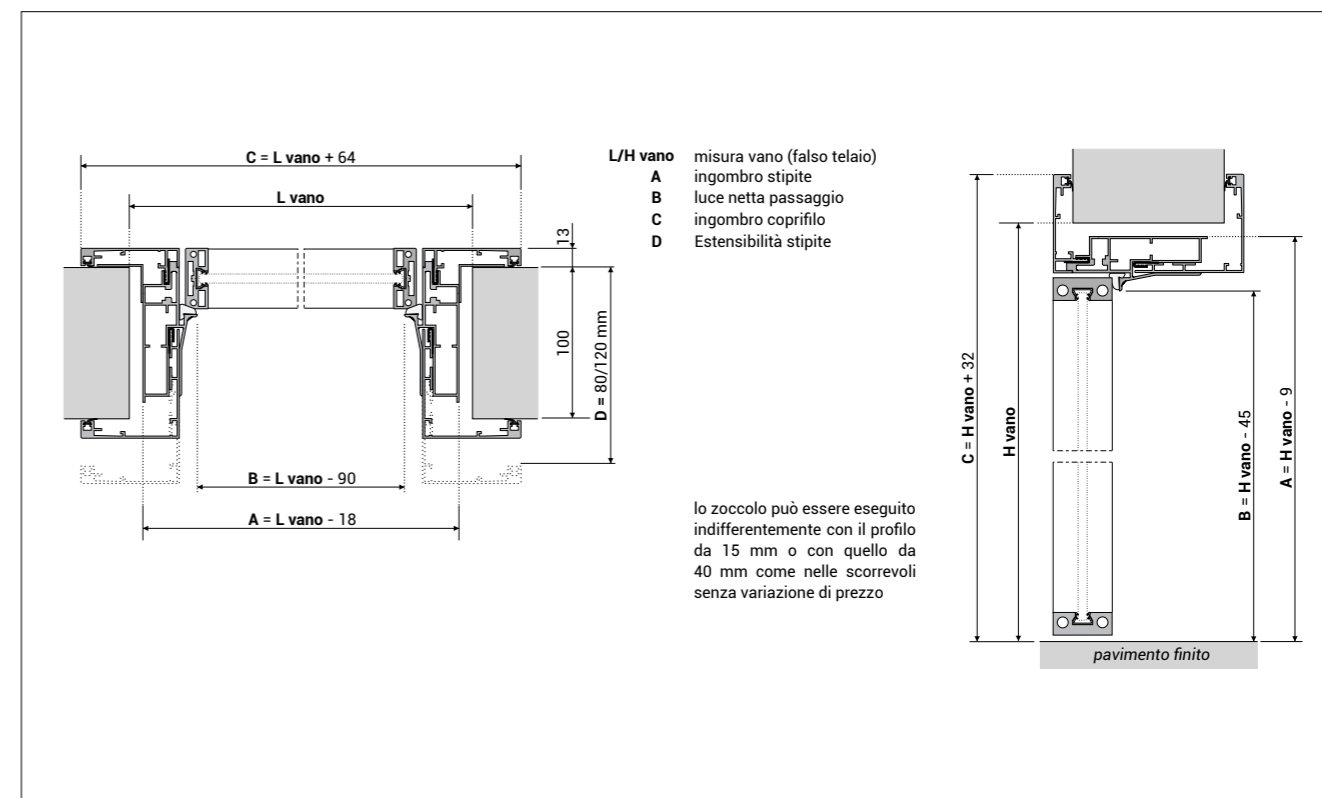 C = L vano + 64
L vano
13
100
D = 80/120 mm
B = L vano - 90
A = L vano - 18
L/H vano misura vano (falso telaio)
A ingombro stipite
B luce netta passaggio
C ingombro coprifilo
D Estensibilità stipite
lo zoccolo può essere eseguito
indifferentemente con il profilo
da 15 mm o con quello da
40 mm come nelle scorrevoli
senza variazione di prezzo
C = H vano + 32
H vano
B = H vano - 45
A = H vano - 9
pavimento finito